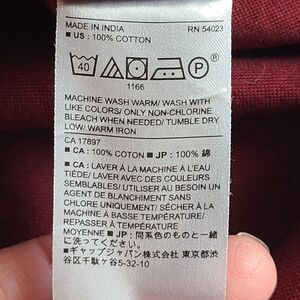 MADE IN INDIA RN 54023
■ US : 100% COTTON
40 P
1166
MACHINE WASH WARM/ WASH WITH
LIKE COLORS/ ONLY NON-CHLORINE
BLEACH WHEN NEEDED/ TUMBLE DRY
LOW/ WARM IRON
CA 17897
■ CA : 100% COTON ■ JP : 100% 綿
■ CA : LAVER À LA MACHINE À L'EAU
TIÈDE/ LAVER AVEC DES COULEURS
SEMBLABLES/ UTILISER AU BESOIN UN
AGENT DE BLANCHIMENT SANS
CHLORE UNIQUEMENT/ SÉCHER À LA
MACHINE À BASSE TEMPÉRATURE/
REPASSER À TEMPÉRATURE
MOYENNE ■ JP : 同系色のものと一緒
に洗ってください。
■ ギャップジャパン株式会社 東京都渋
谷区千駄ヶ谷5-32-10